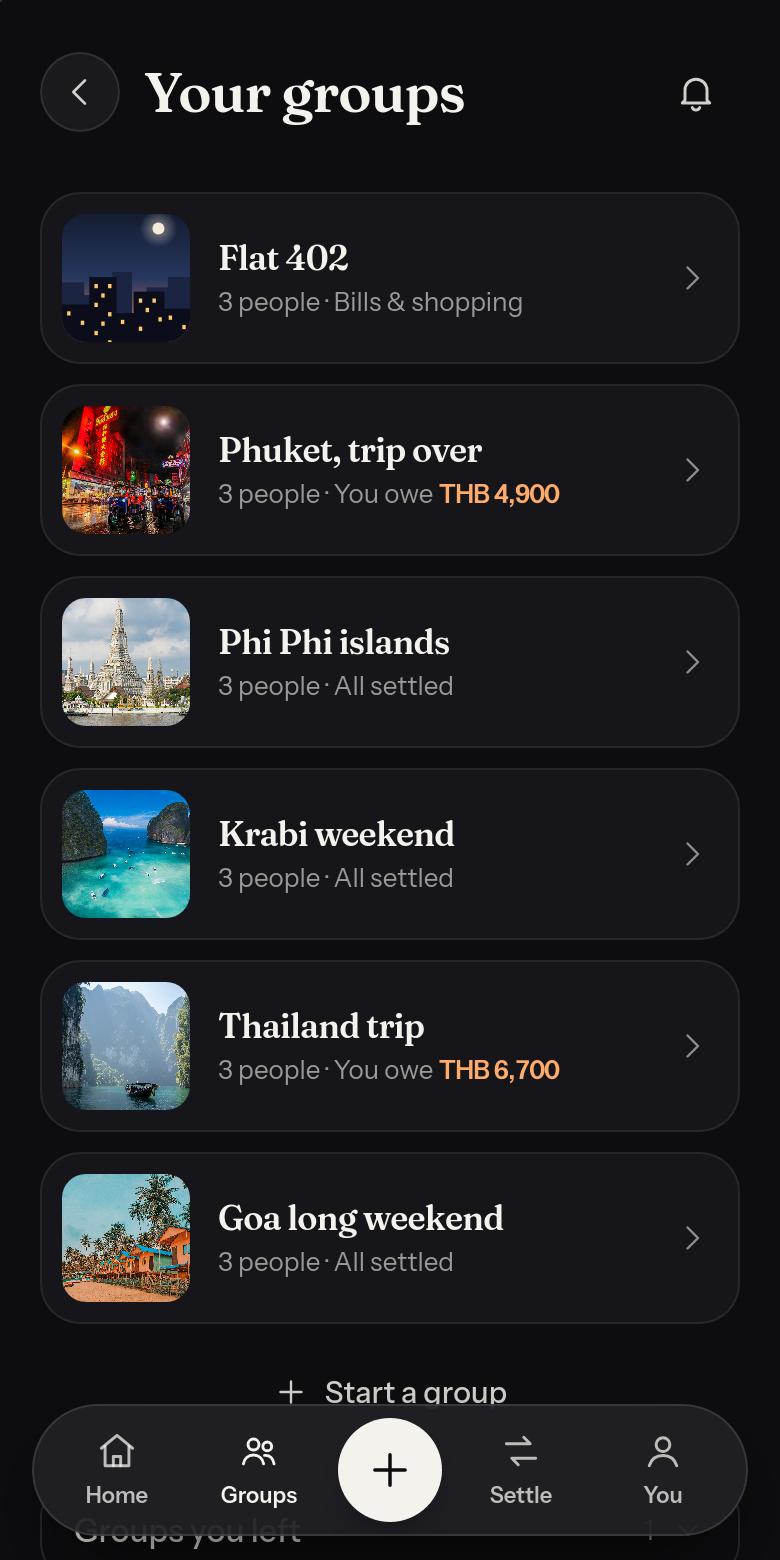 Your groups
Flat 402
3 people · Bills & shopping
Phuket, trip over
3 people · You owe THB 4,900
Phi Phi islands
3 people · All settled
Krabi weekend
3 people · All settled
Thailand trip
3 people · You owe THB 6,700
Goa long weekend
3 people · All settled
Start a group
Home
Groups
Settle
You
Groups you left 1